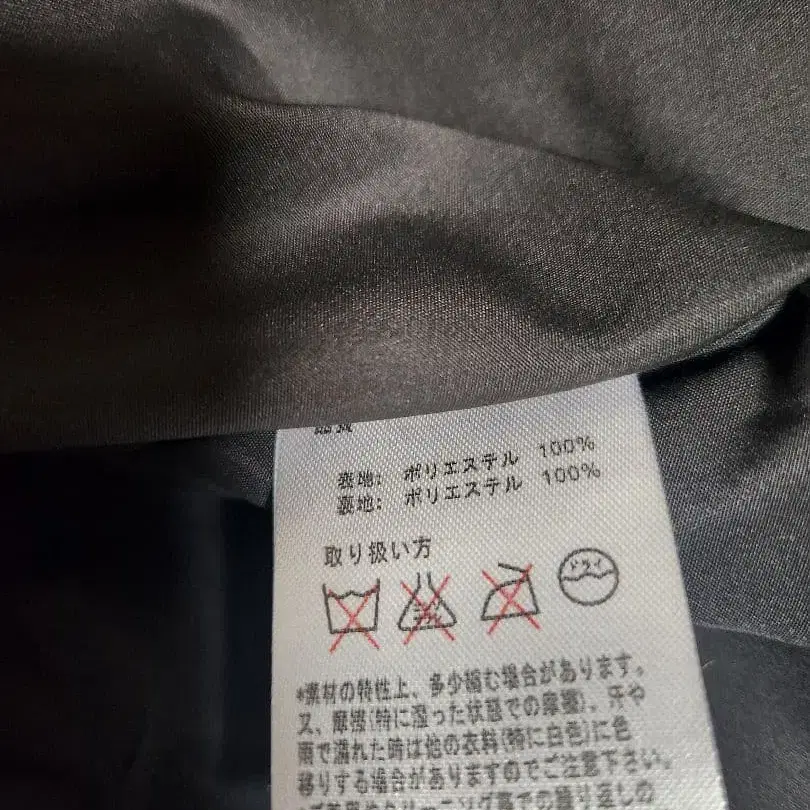 品質
表地: ポリエステル 100%
裏地: ポリエステル 100%
取り扱い方
ドライ
*素材の特性上、多少縮む場合があります。
又、摩擦(特に湿った状態での摩擦)、汗や
雨で濡れた時は他の衣料(特に白色)に色
移りする場合がありますのでご注意下さい。